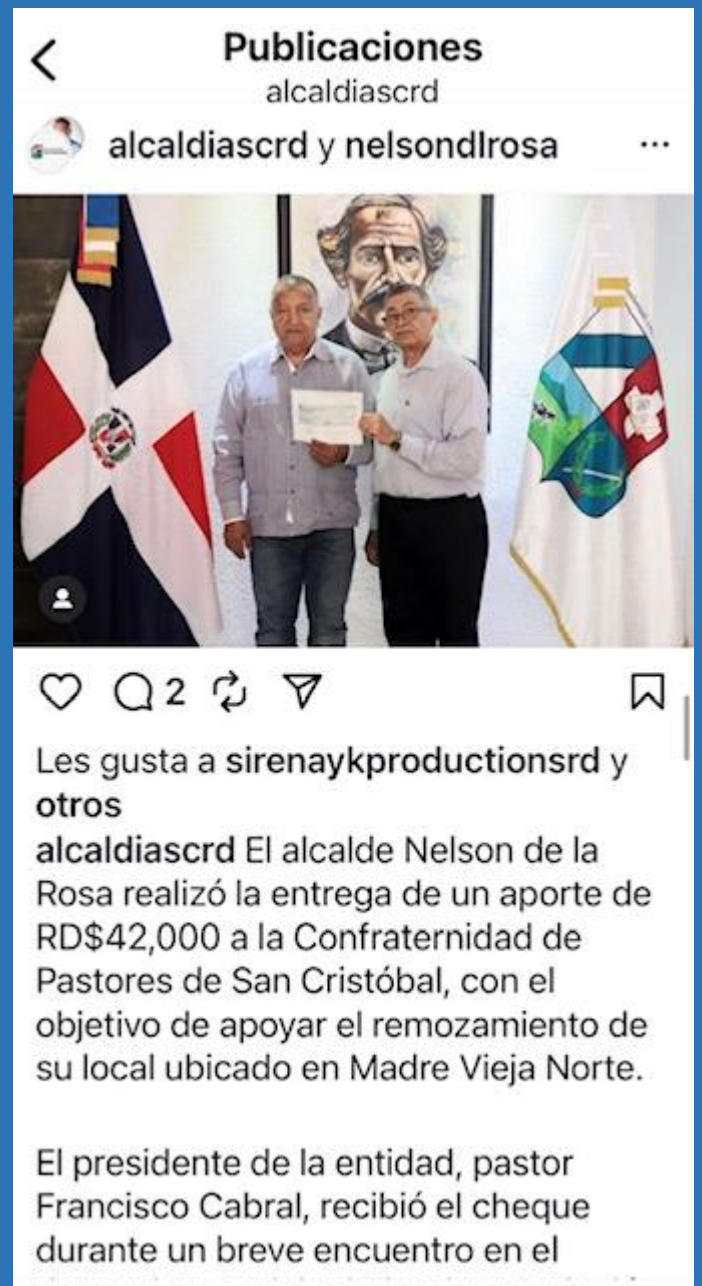 Publicaciones
alcaldiascrd
alcaldiascrd y nelsondlrosa
2
Les gusta a sirenaykproductionsrd y
otros
alcaldiascrd El alcalde Nelson de la
Rosa realizó la entrega de un aporte de
RD$42,000 a la Confraternidad de
Pastores de San Cristóbal, con el
objetivo de apoyar el remozamiento de
su local ubicado en Madre Vieja Norte.
El presidente de la entidad, pastor
Francisco Cabral, recibió el cheque
durante un breve encuentro en el